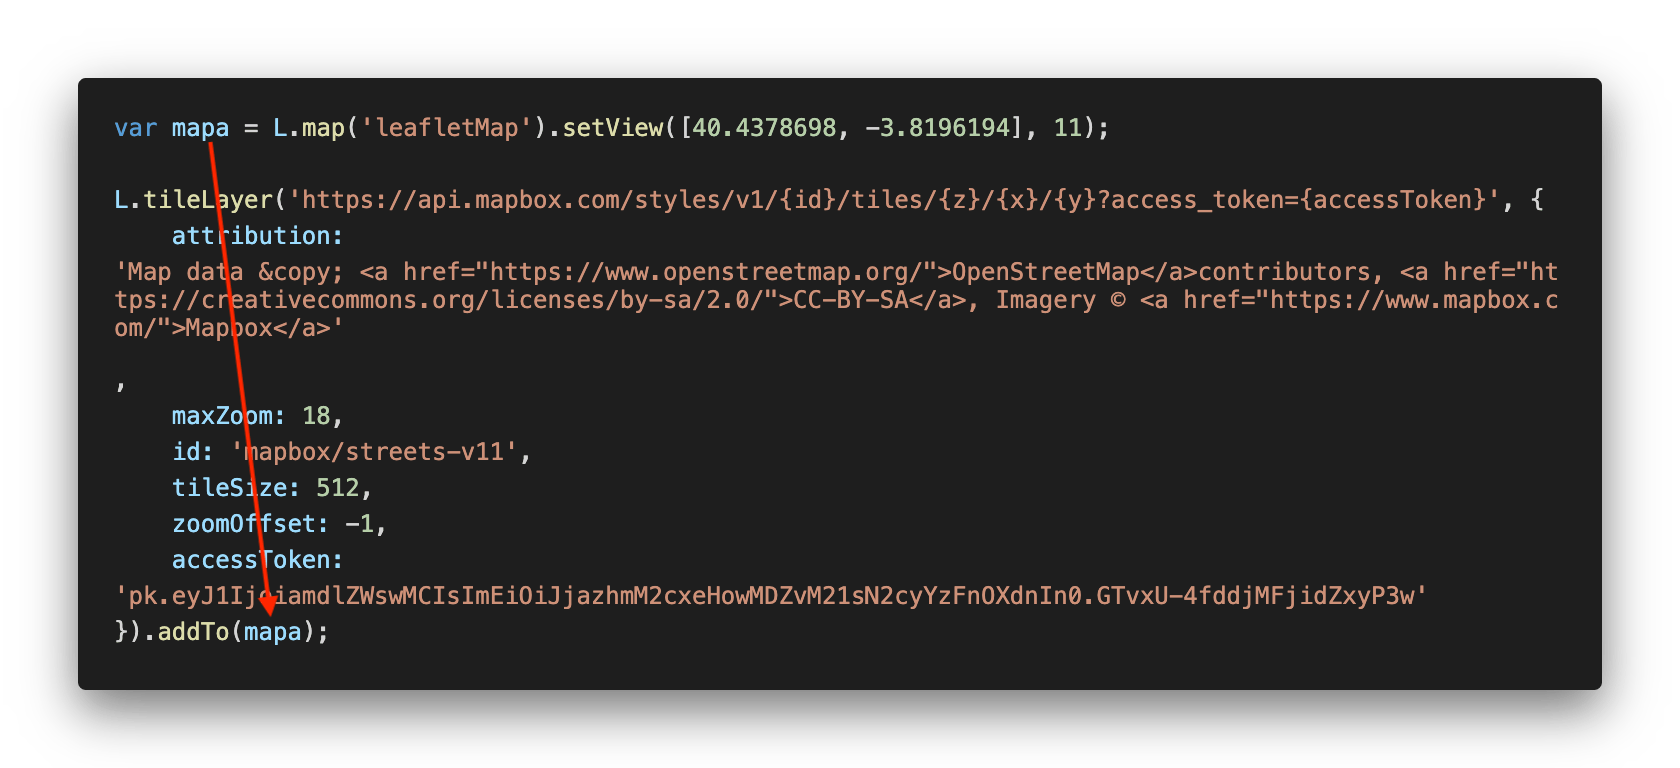 var mapa = L.map('leafletMap').setView([40.4378698, -3.8196194], 11);
L.tileLayer('https://api.mapbox.com/styles/v1/{id}/tiles/{z}/{x}/{y}?access_token={accessToken}', {
attribution:
'Map data &copy; <a href="https://www.openstreetmap.org/">OpenStreetMap</a>contributors, <a href="ht
tps://creativecommons.org/licenses/by-sa/2.0/">CC-BY-SA</a>, Imagery © <a href="https://www.mapbox.c
om/">Mapbox</a>'
,
maxZoom: 18,
id: 'mapbox/streets-v11',
tileSize: 512,
zoomOffset: -1,
accessToken:
'pk.eyJ1IjoiamdlZWswMCIsImEiOiJjazhmM2cxeHowMDZvM21sN2cyYzFnOXdnIn0.GTvxU-4fddjMFjidZxyP3w'
}).addTo(mapa);